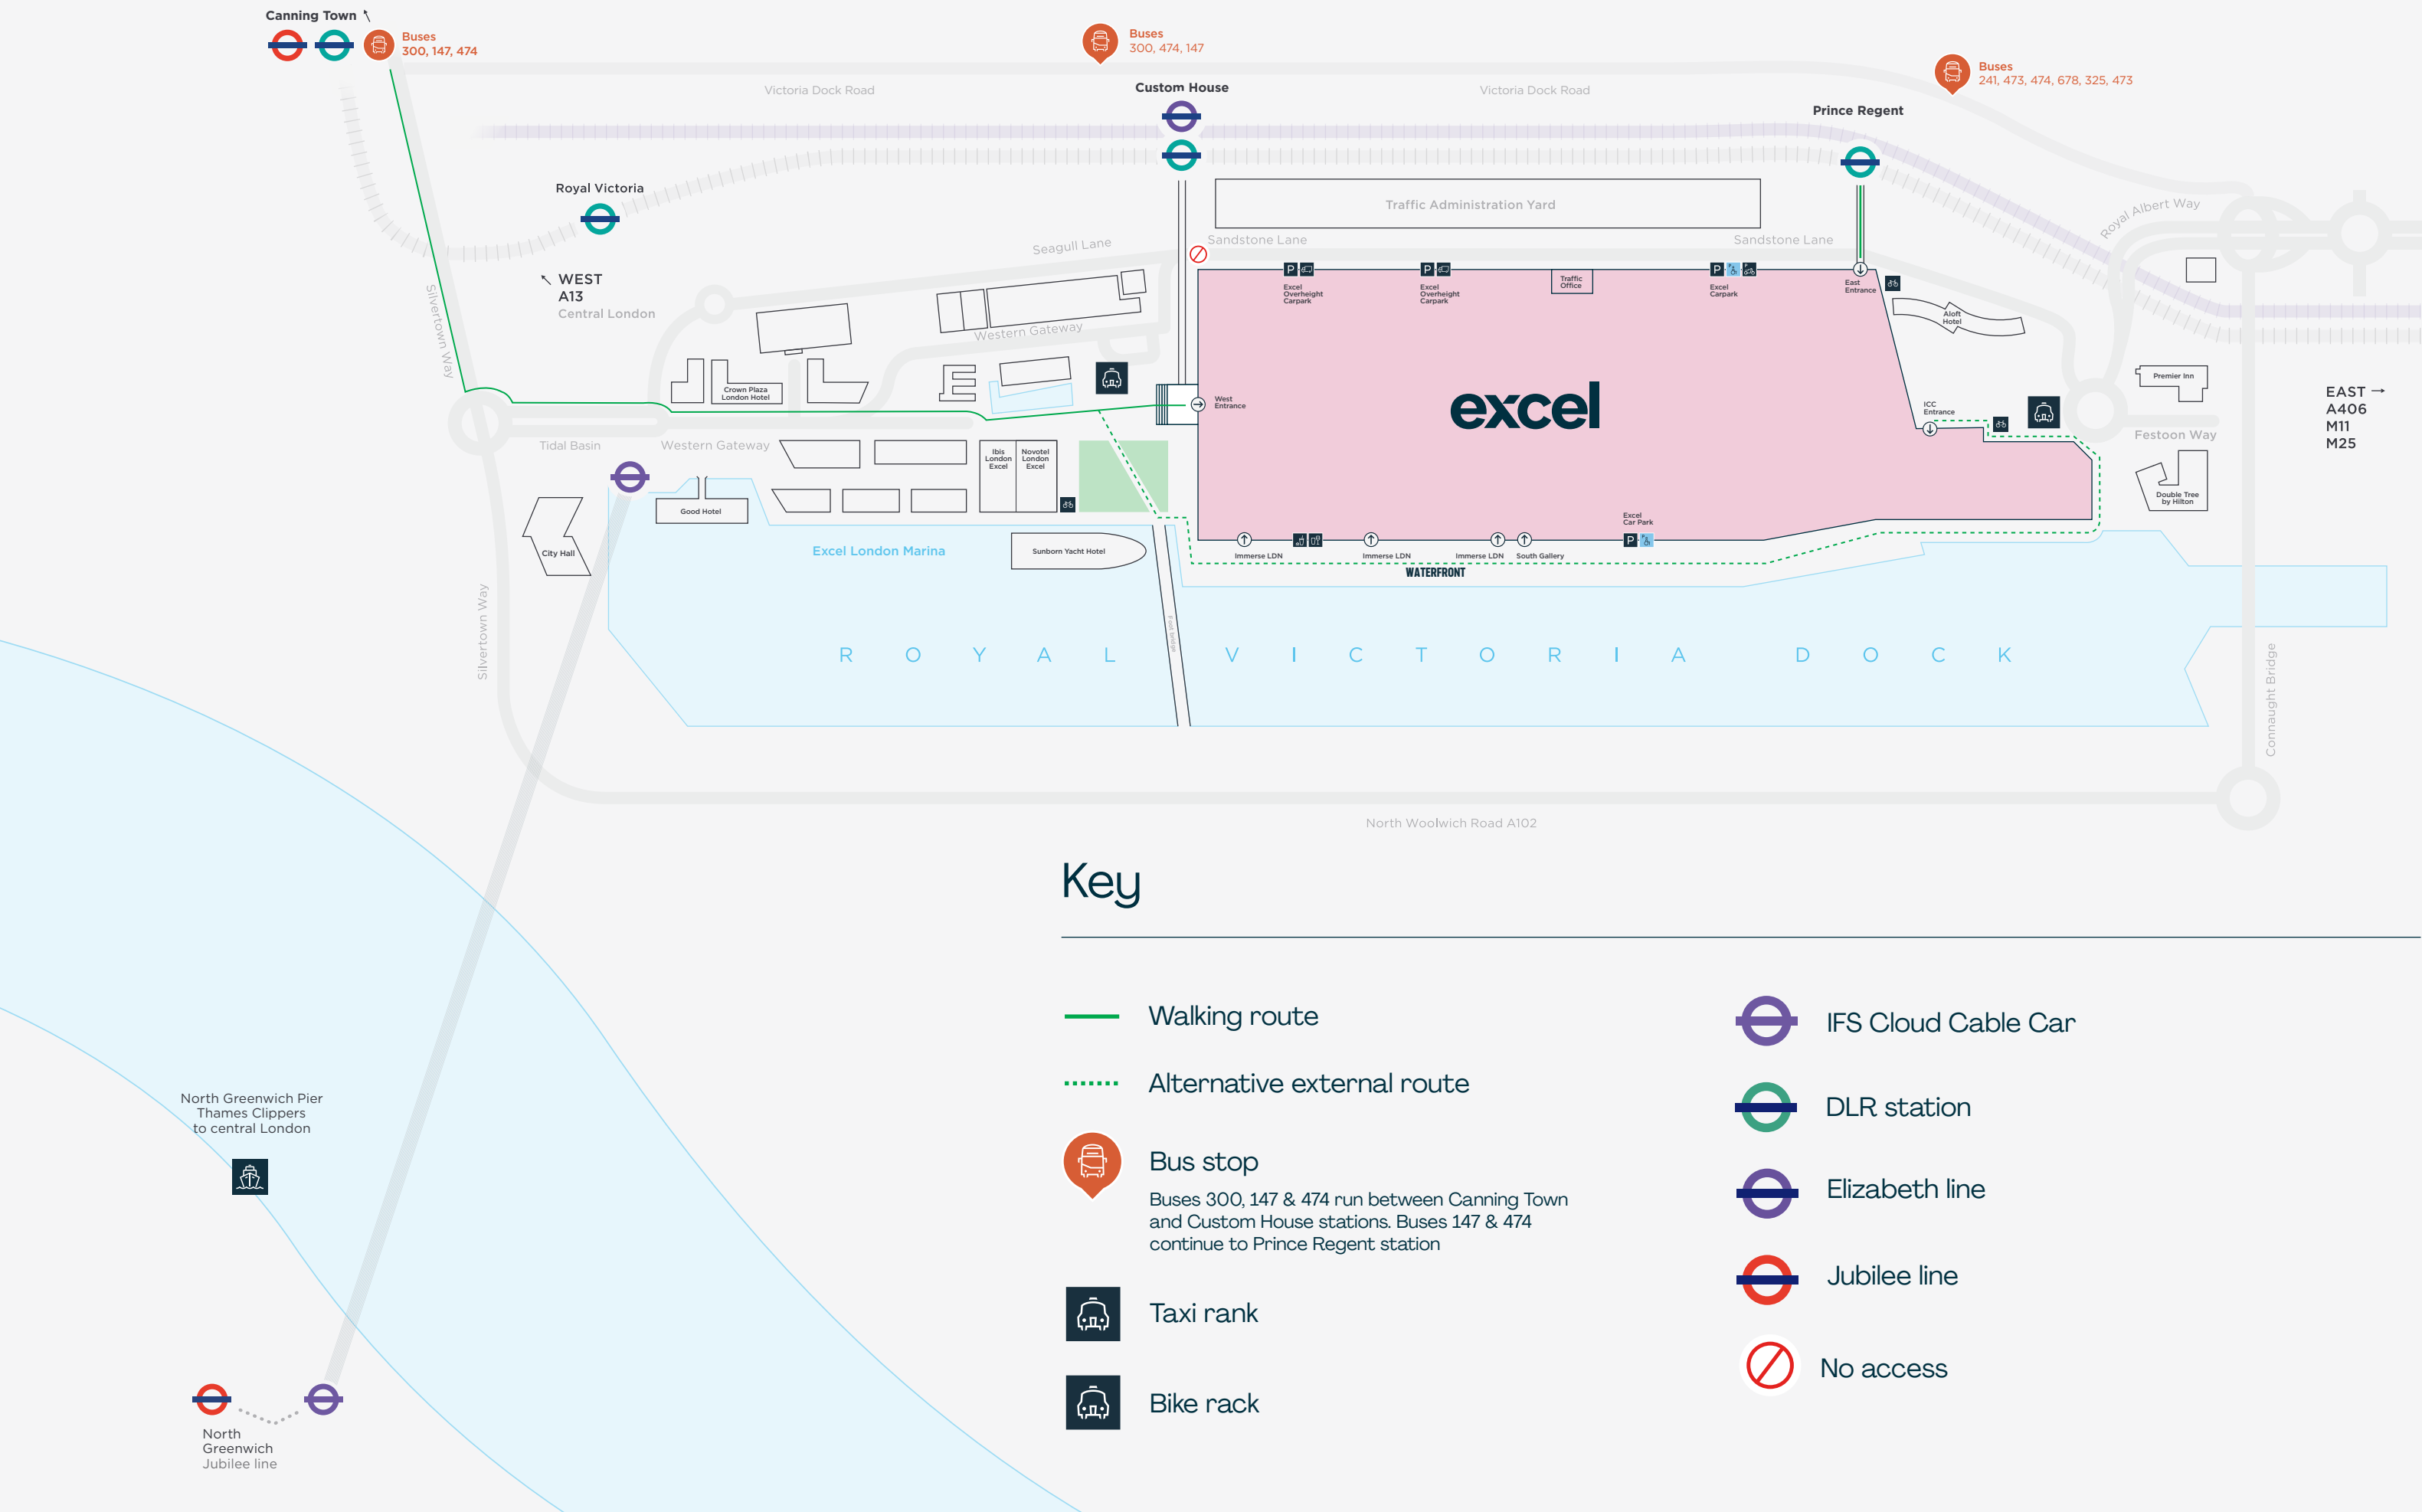 Canning Town
Buses
300, 147, 474
Buses
300, 474, 147
Buses
241, 473, 474, 678, 325, 473
Victoria Dock Road
Custom House
Victoria Dock Road
Prince Regent
Royal Victoria
Traffic Administration Yard
Royal Albert Way
Seagull Lane
Sandstone Lane
Sandstone Lane
WEST
A13
Central London
Silvertown Way
P
Excel
Overheight
Carpark
P
Excel
Overheight
Carpark
Traffic
Office
P
Excel
Carpark
East
Entrance
Aloft
Hotel
Western Gateway
Crown Plaza
London Hotel
West
Entrance
excel
ICC
Entrance
Premier Inn
EAST
A406
M11
M25
Festoon Way
Tidal Basin
Western Gateway
Ibis
London
Excel
Novotel
London
Excel
Double Tree
by Hilton
Good Hotel
City Hall
Excel London Marina
Sunborn Yacht Hotel
Excel
Car Park
P
Immerse LDN
Immerse LDN
Immerse LDN
South Gallery
WATERFRONT
Foot bridge
Silvertown Way
ROYAL VICTORIA DOCK
Connaught Bridge
North Woolwich Road A102
North Greenwich Pier
Thames Clippers
to central London
North
Greenwich
Jubilee line
Key
Walking route
Alternative external route
Bus stop
Buses 300, 147 & 474 run between Canning Town
and Custom House stations. Buses 147 & 474
continue to Prince Regent station
Taxi rank
Bike rack
IFS Cloud Cable Car
DLR station
Elizabeth line
Jubilee line
No access